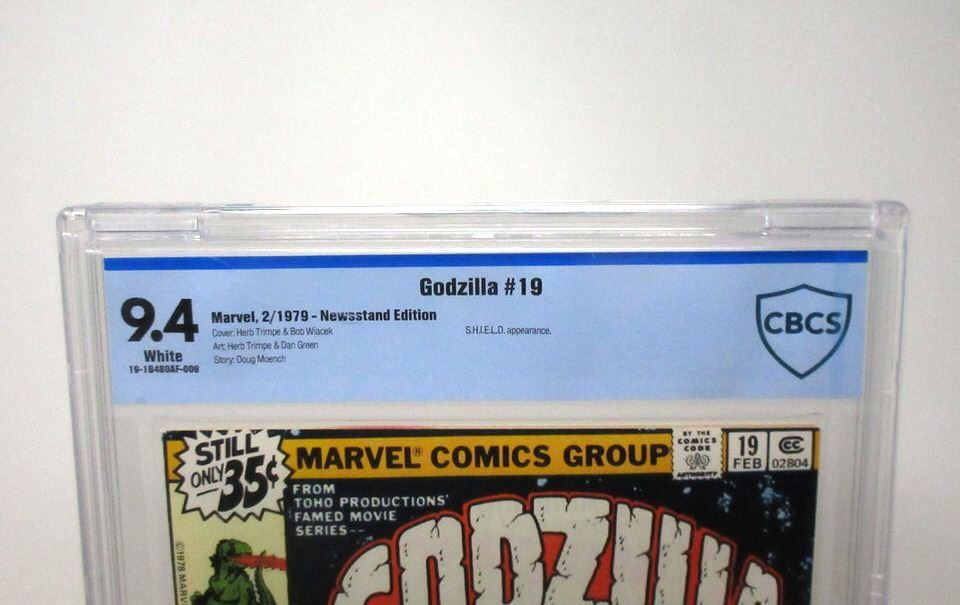 Godzilla #19
9.4
White
19-1B480AF-009
Marvel, 2/1979 - Newsstand Edition
Cover: Herb Trimpe & Bob Wiacek
Art: Herb Trimpe & Dan Green
Story: Doug Moench
S.H.I.E.L.D. appearance.
CBCS
STILL
ONLY 35¢
MARVEL® COMICS GROUP
BY THE
COMICS
CODE
AUTHORITY
19
FEB
CC
02804
FROM
TOHO PRODUCTIONS'
FAMED MOVIE
SERIES--
GODZILLA
©1978 MARV